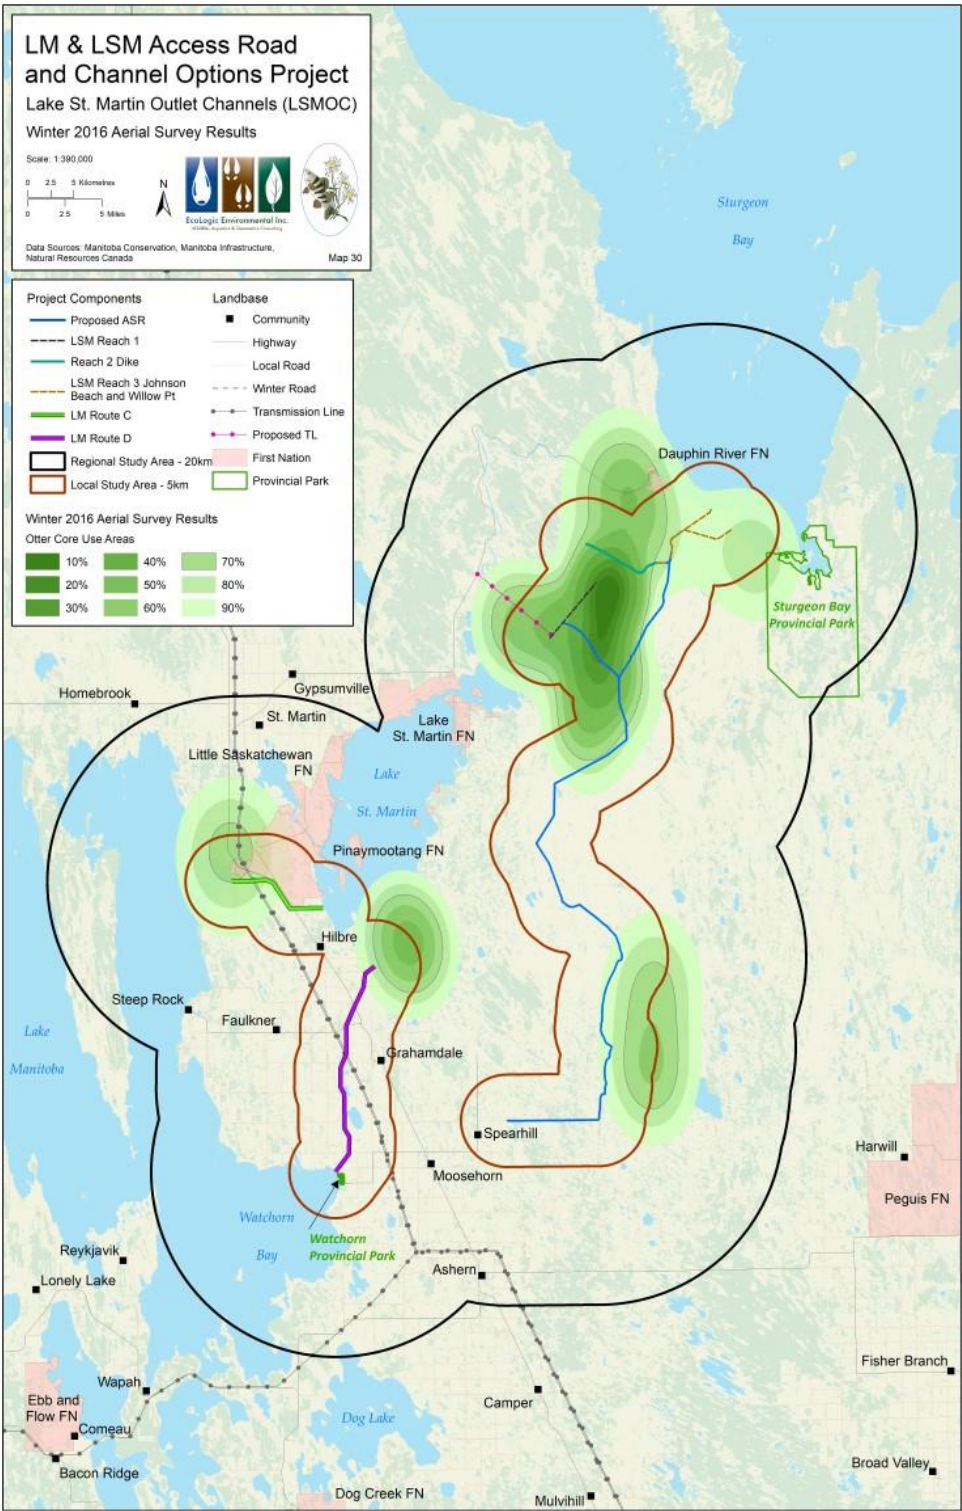 LM & LSM Access Road
and Channel Options Project
Lake St. Martin Outlet Channels (LSMOC)
Winter 2016 Aerial Survey Results
Scale: 1:390,000
0 2.5 5 Kilometres
0 2.5 5 Miles
N
EcoLogic Environmental Inc.
Data Sources: Manitoba Conservation, Manitoba Infrastructure,
Natural Resources Canada
Map 30
Project Components
Proposed ASR
LSM Reach 1
Reach 2 Dike
LSM Reach 3 Johnson
Beach and Willow Pt
LM Route C
LM Route D
Regional Study Area - 20km
Local Study Area - 5km
Landbase
Community
Highway
Local Road
Winter Road
Transmission Line
Proposed TL
First Nation
Provincial Park
Winter 2016 Aerial Survey Results
Otter Core Use Areas
10% 40% 70%
20% 50% 80%
30% 60% 90%
Sturgeon
Bay
Dauphin River FN
Sturgeon Bay
Provincial Park
Gypsumville
Homebrook
St. Martin
Lake
St. Martin FN
Little Saskatchewan
FN
Lake
St. Martin
Pinaymootang FN
Hilbre
Steep Rock
Faulkner
Lake
Manitoba
Grahamdale
Spearhill
Moosehorn
Harwill
Peguis FN
Watchorn
Bay
Watchorn
Provincial Park
Reykjavik
Lonely Lake
Ashern
Fisher Branch
Wapah
Ebb and
Flow FN
Camper
Comeau
Dog Lake
Bacon Ridge
Broad Valley
Dog Creek FN
Mulvihill